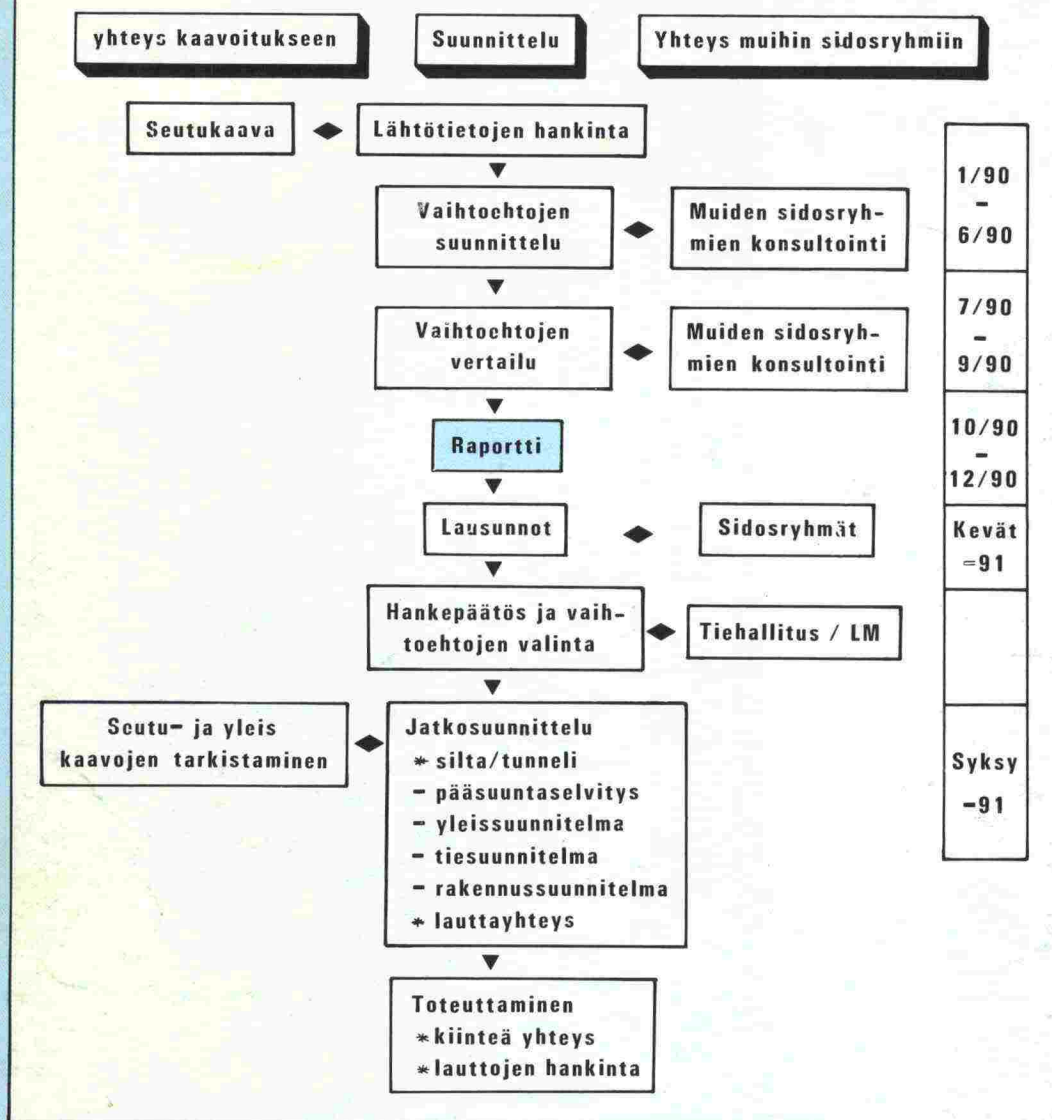 yhteys kaavoitukseen
Suunnittelu
Yhteys muihin sidosryhmiin
Seutukaava
Lähtötietojen hankinta
Vaihtochtojen
suunnittelu
Muiden sidosryh-
mien konsultointi
1/90
-
6/90
Vaihtochtojen
vertailu
Muiden sidosryh-
mien konsultointi
7/90
-
9/90
Raportti
10/90
-
12/90
Lausunnot
Sidosryhmät
Kevät
=91
Hankepäätös ja vaih-
toehtojen valinta
Tiehallitus / LM
Scutu- ja yleis
kaavojen tarkistaminen
Jatkosuunnittelu
* silta/tunneli
- pääsuuntaselvitys
- yleissuunnitelma
- tiesuunnitelma
- rakennussuunnitelma
* lauttayhteys
Syksy
-91
Toteuttaminen
* kiinteä yhteys
* lauttojen hankinta